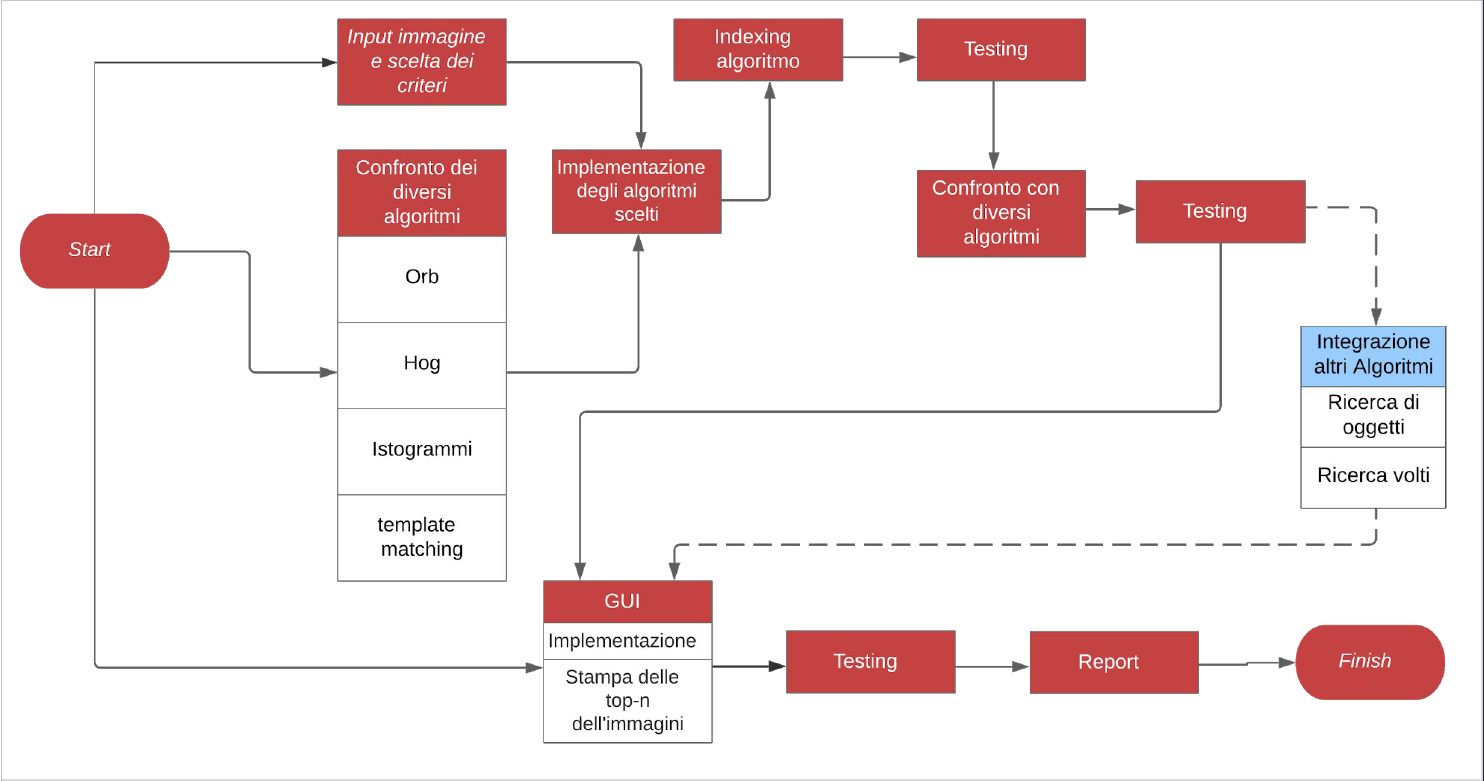 Input immagine
e scelta dei
criteri
Indexing
algoritmo
Testing
Confronto dei
diversi
algoritmi
Orb
Hog
Istogrammi
template
matching
Implementazione
degli algoritmi
scelti
Confronto con
diversi
algoritmi
Testing
Start
Integrazione
altri Algoritmi
Ricerca di
oggetti
Ricerca volti
GUI
Implementazione
Stampa delle
top-n
dell'immagini
Testing
Report
Finish